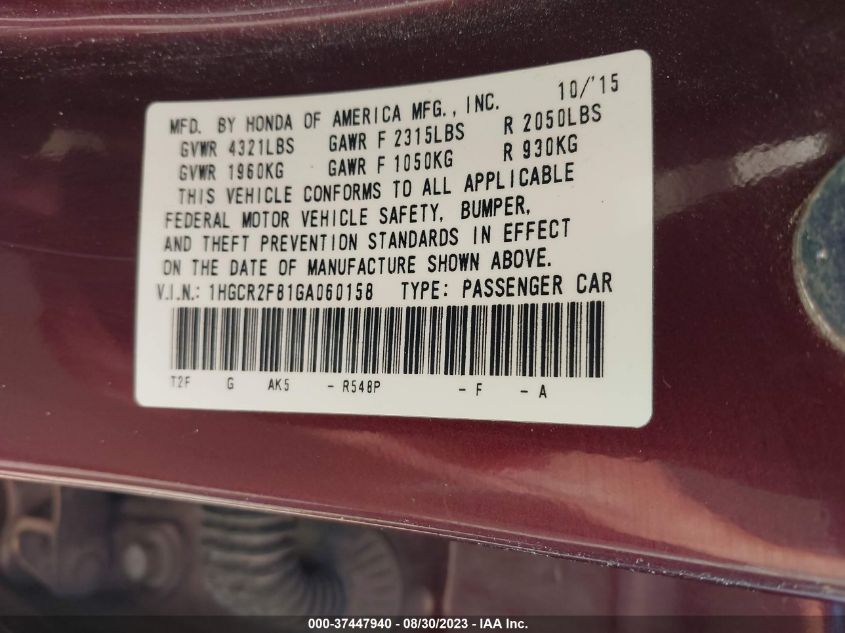 10/'15
MFD. BY HONDA OF AMERICA MFG., INC.
GVWR 4321LBS GAWR F 2315LBS R 2050LBS
GVWR 1960KG GAWR F 1050KG R 930KG
THIS VEHICLE CONFORMS TO ALL APPLICABLE
FEDERAL MOTOR VEHICLE SAFETY, BUMPER,
AND THEFT PREVENTION STANDARDS IN EFFECT
ON THE DATE OF MANUFACTURE SHOWN ABOVE.
V.I.N.: 1HGCR2F81GA060158 TYPE: PASSENGER CAR
T2F G AK5 - R548P - F - A
000-37447940 - 08/30/2023 - IAA Inc.